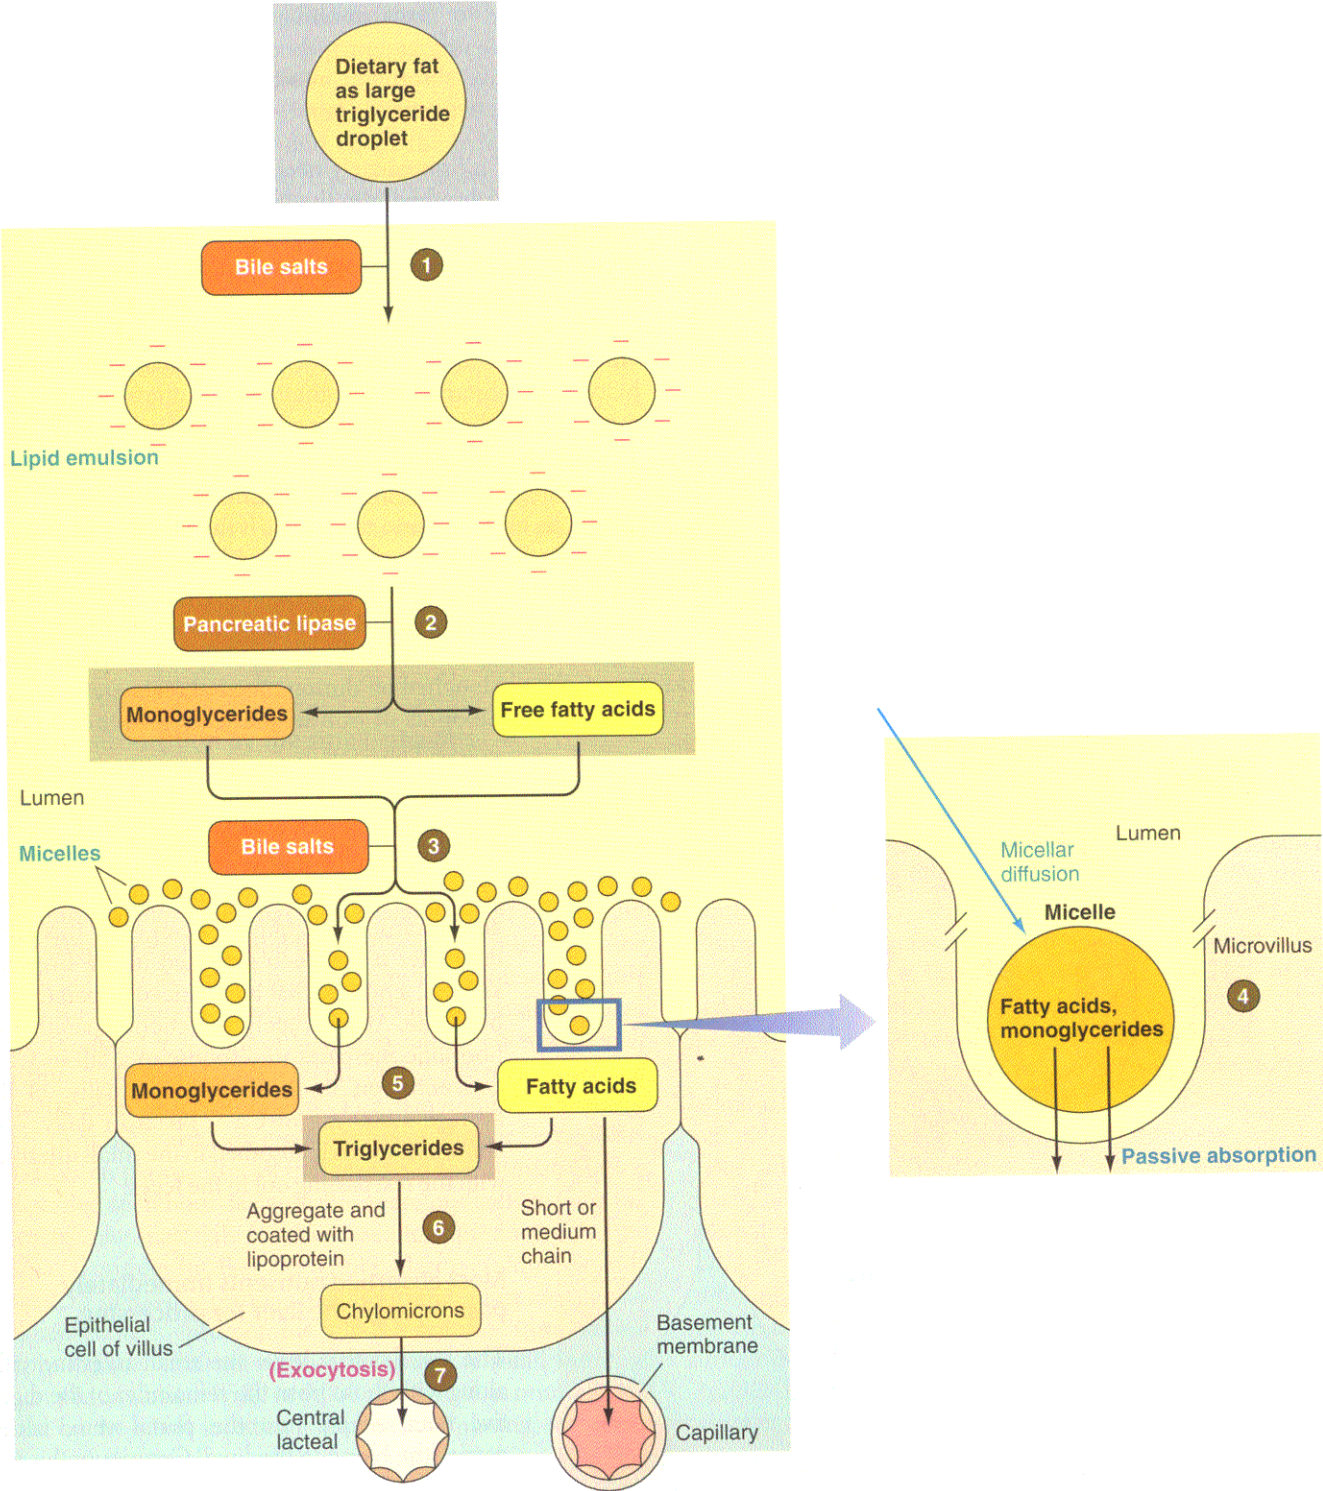 Dietary fat
as large
triglyceride
droplet
Bile salts
1
Lipid emulsion
Pancreatic lipase
2
Monoglycerides
Free fatty acids
Lumen
Bile salts
3
Micelles
Monoglycerides
5
Fatty acids
Triglycerides
Aggregate and
coated with
lipoprotein
6
Short or
medium
chain
Chylomicrons
Epithelial
cell of villus
(Exocytosis)
7
Basement
membrane
Central
lacteal
Capillary
Lumen
Micellar
diffusion
Micelle
Microvillus
4
Fatty acids,
monoglycerides
Passive absorption